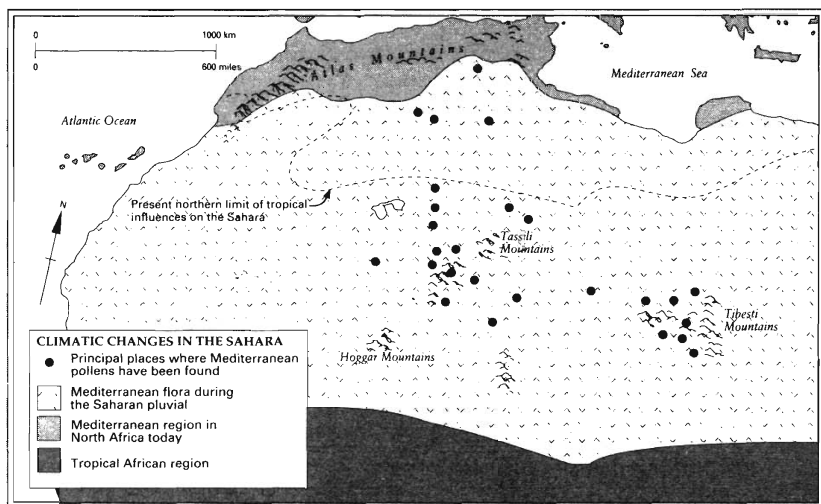 0 1000 km
0 600 miles
Atlas Mountains
Mediterranean Sea
Atlantic Ocean
Present northern limit of tropical
influences on the Sahara
N
Tassili
Mountains
Tibesti
Mountains
Hoggar Mountains
CLIMATIC CHANGES IN THE SAHARA
Principal places where Mediterranean
pollens have been found
Mediterranean flora during
the Saharan pluvial
Mediterranean region in
North Africa today
Tropical African region